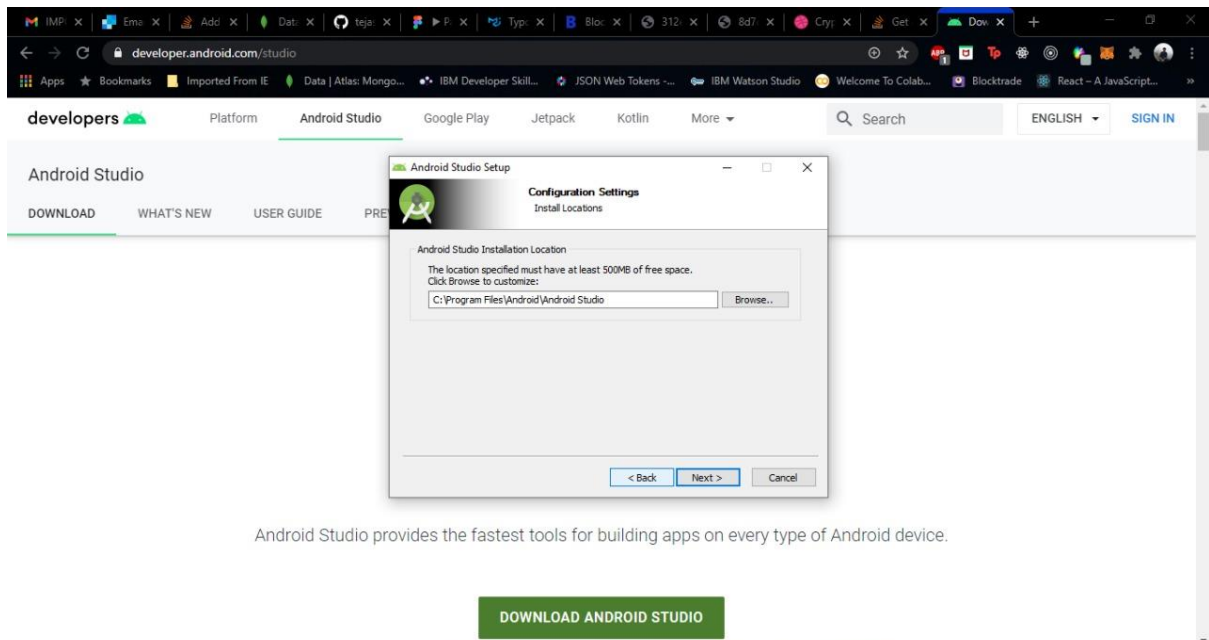 IMPI Ema Add Data teja: Typc Bloc 312 8d7 Cryp Get Dow
developer.android.com/studio
Apps Bookmarks Imported From IE Data | Atlas: Mongo... IBM Developer Skill... JSON Web Tokens -... IBM Watson Studio Welcome To Colab... Blocktrade React – A JavaScript... »
developers Platform Android Studio Google Play Jetpack Kotlin More Search ENGLISH SIGN IN
Android Studio
DOWNLOAD WHAT'S NEW USER GUIDE PRE
Android Studio Setup
Configuration Settings
Install Locations
Android Studio Installation Location
The location specified must have at least 500MB of free space.
Click Browse to customize:
C:\Program Files\Android\Android Studio Browse..
< Back Next > Cancel
Android Studio provides the fastest tools for building apps on every type of Android device.
DOWNLOAD ANDROID STUDIO